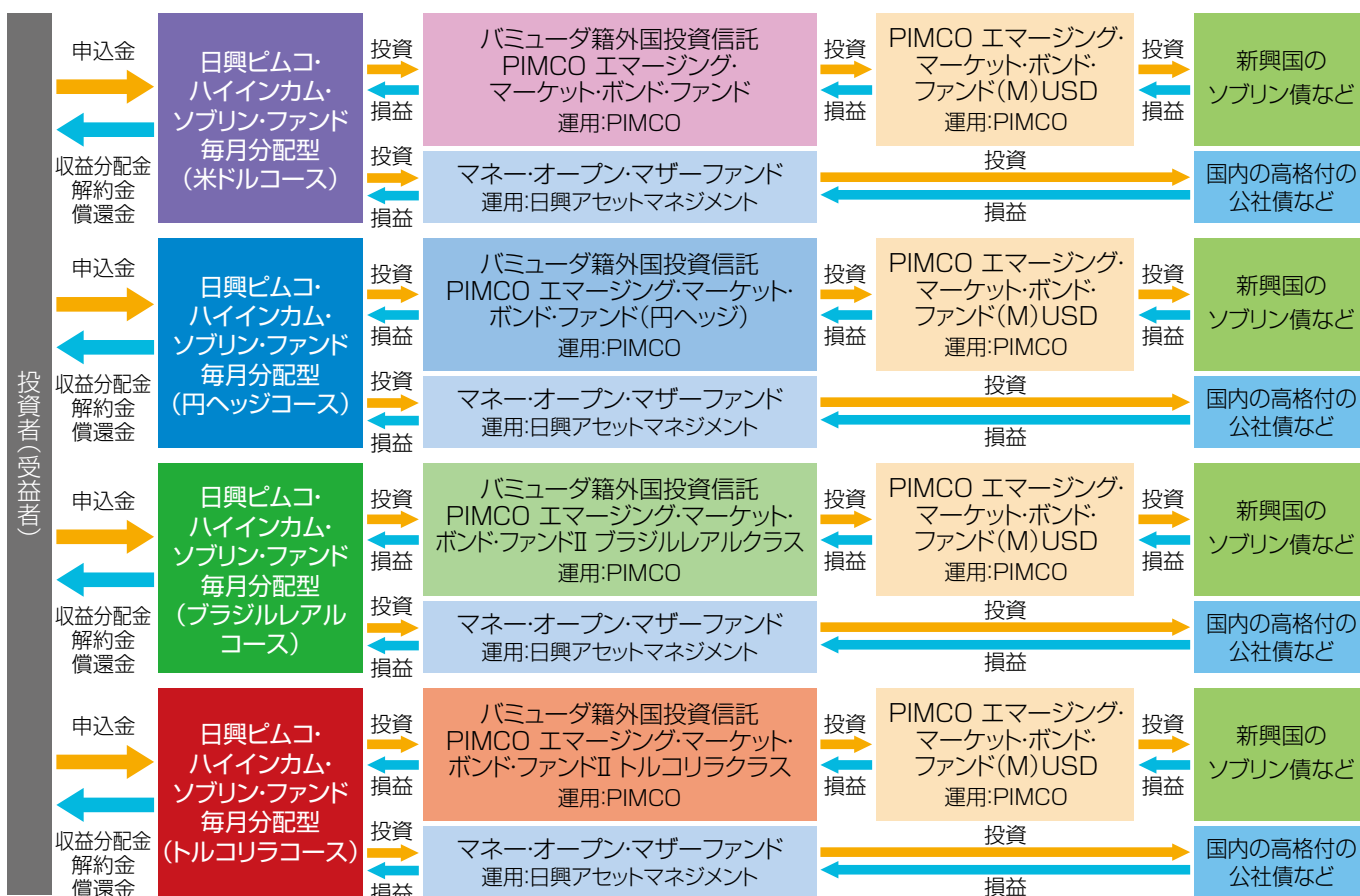 投資者(受益者)
申込金
収益分配金
解約金
償還金
日興ピムコ・
ハイインカム・
ソブリン・ファンド
毎月分配型
(米ドルコース)
投資
損益
バミューダ籍外国投資信託
PIMCO エマージング・
マーケット・ボンド・ファンド
運用:PIMCO
投資
損益
PIMCO エマージング・
マーケット・ボンド・
ファンド(M)USD
運用:PIMCO
投資
損益
新興国の
ソブリン債など
投資
損益
マネー・オープン・マザーファンド
運用:日興アセットマネジメント
投資
損益
国内の高格付の
公社債など
申込金
収益分配金
解約金
償還金
日興ピムコ・
ハイインカム・
ソブリン・ファンド
毎月分配型
(円ヘッジコース)
投資
損益
バミューダ籍外国投資信託
PIMCO エマージング・マーケット・
ボンド・ファンド(円ヘッジ)
運用:PIMCO
投資
損益
PIMCO エマージング・
マーケット・ボンド・
ファンド(M)USD
運用:PIMCO
投資
損益
新興国の
ソブリン債など
投資
損益
マネー・オープン・マザーファンド
運用:日興アセットマネジメント
投資
損益
国内の高格付の
公社債など
申込金
収益分配金
解約金
償還金
日興ピムコ・
ハイインカム・
ソブリン・ファンド
毎月分配型
(ブラジルレアル
コース)
投資
損益
バミューダ籍外国投資信託
PIMCO エマージング・マーケット・
ボンド・ファンドⅡ ブラジルレアルクラス
運用:PIMCO
投資
損益
PIMCO エマージング・
マーケット・ボンド・
ファンド(M)USD
運用:PIMCO
投資
損益
新興国の
ソブリン債など
投資
損益
マネー・オープン・マザーファンド
運用:日興アセットマネジメント
投資
損益
国内の高格付の
公社債など
申込金
収益分配金
解約金
償還金
日興ピムコ・
ハイインカム・
ソブリン・ファンド
毎月分配型
(トルコリラコース)
投資
損益
バミューダ籍外国投資信託
PIMCO エマージング・マーケット・
ボンド・ファンドⅡ トルコリラクラス
運用:PIMCO
投資
損益
PIMCO エマージング・
マーケット・ボンド・
ファンド(M)USD
運用:PIMCO
投資
損益
新興国の
ソブリン債など
投資
損益
マネー・オープン・マザーファンド
運用:日興アセットマネジメント
投資
損益
国内の高格付の
公社債など